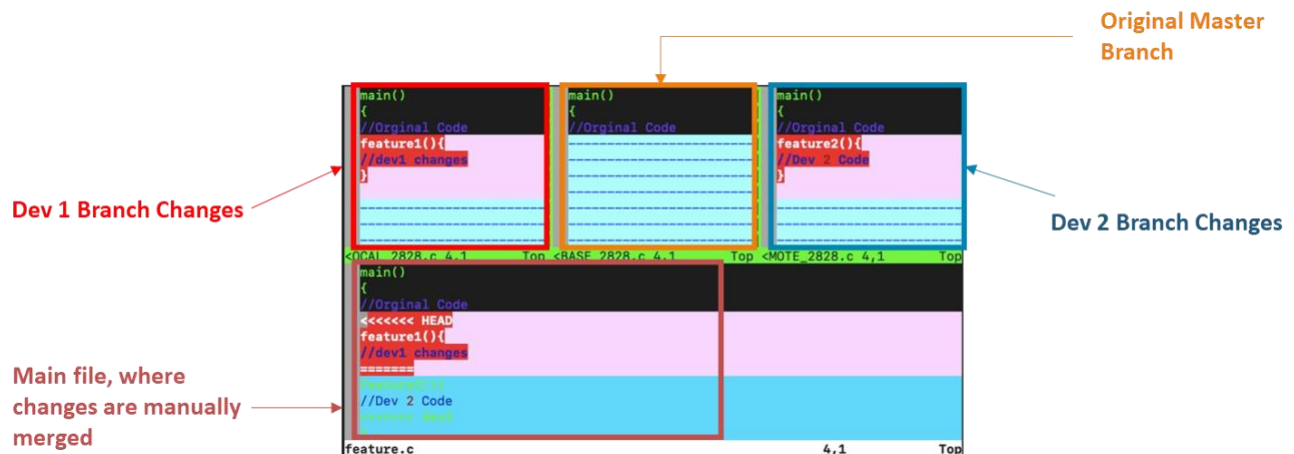 Original Master
Branch
main()
{
//Orginal Code
feature1(){
//dev1 changes
}
main()
{
//Orginal Code
main()
{
//Orginal Code
feature2(){
//Dev 2 Code
}
Dev 1 Branch Changes
Dev 2 Branch Changes
<OCAL_2828.c 4,1 Top <BASE_2828.c 4,1 Top <MOTE_2828.c 4,1 Top
main()
{
//Orginal Code
<<<<<<< HEAD
feature1(){
//dev1 changes
=======
feature2(){
//Dev 2 Code
Main file, where
changes are manually
merged
feature.c 4,1 Top